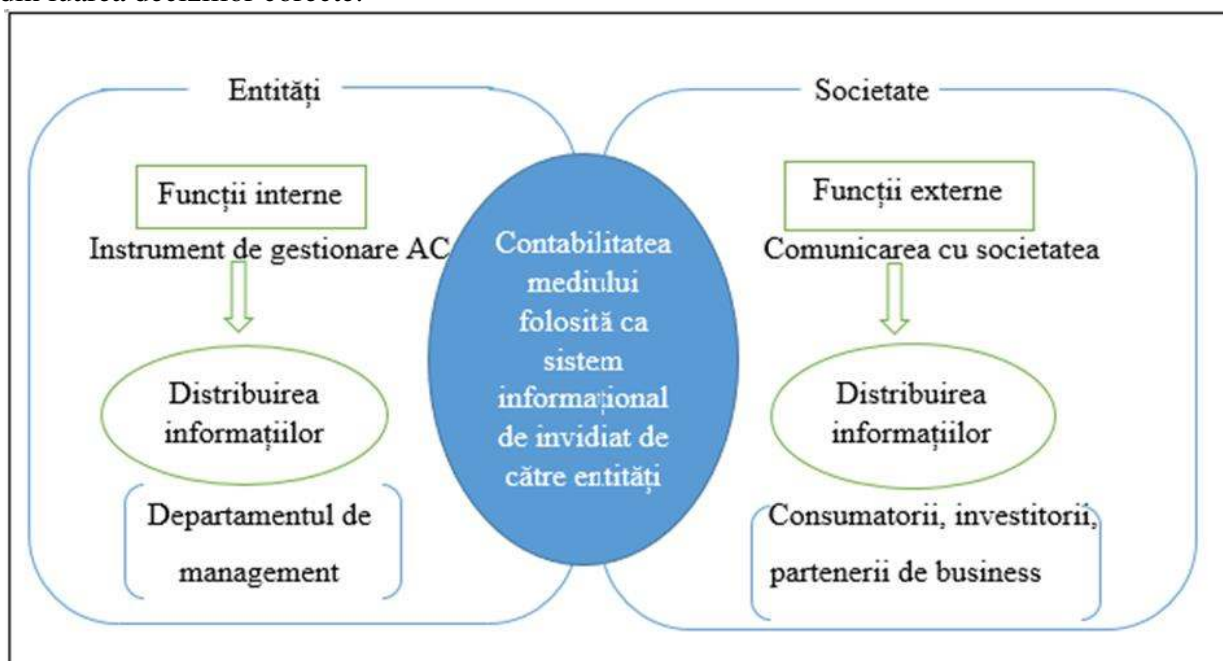 Entități
Funcții interne
Instrument de gestionare AC
Distribuirea
informațiilor
Departamentul de
management
Contabilitatea
mediului
folosită ca
sistem
informațional
de invidiat de
către entități
Societate
Funcții externe
Comunicarea cu societatea
Distribuirea
informațiilor
Consumatorii, investitorii,
partenerii de business